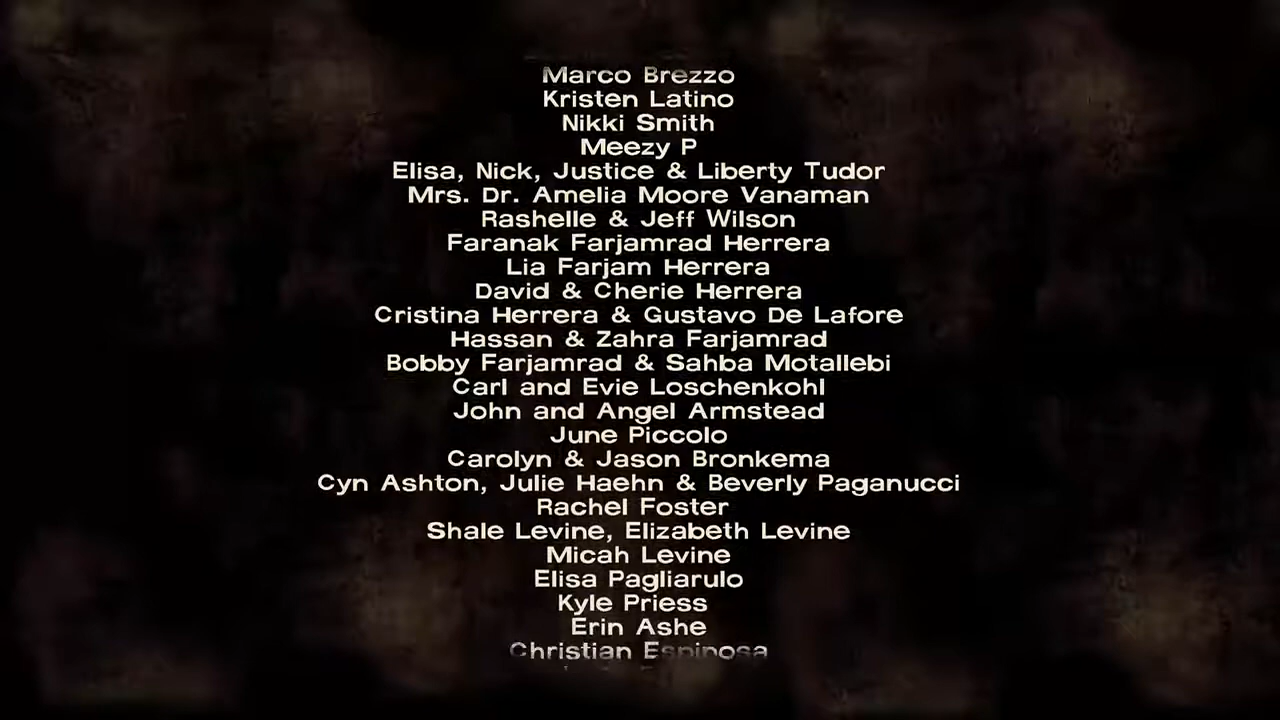 Marco Brezzo
Kristen Latino
Nikki Smith
Meezy P
Elisa, Nick, Justice & Liberty Tudor
Mrs. Dr. Amelia Moore Vanaman
Rashelle & Jeff Wilson
Faranak Farjamrad Herrera
Lia Farjam Herrera
David & Cherie Herrera
Cristina Herrera & Gustavo De Lafore
Hassan & Zahra Farjamrad
Bobby Farjamrad & Sahba Motallebi
Carl and Evie Loschenkohl
John and Angel Armstead
June Piccolo
Carolyn & Jason Bronkema
Cyn Ashton, Julie Haehn & Beverly Paganucci
Rachel Foster
Shale Levine, Elizabeth Levine
Micah Levine
Elisa Pagliarulo
Kyle Priess
Erin Ashe
Christian Espinosa